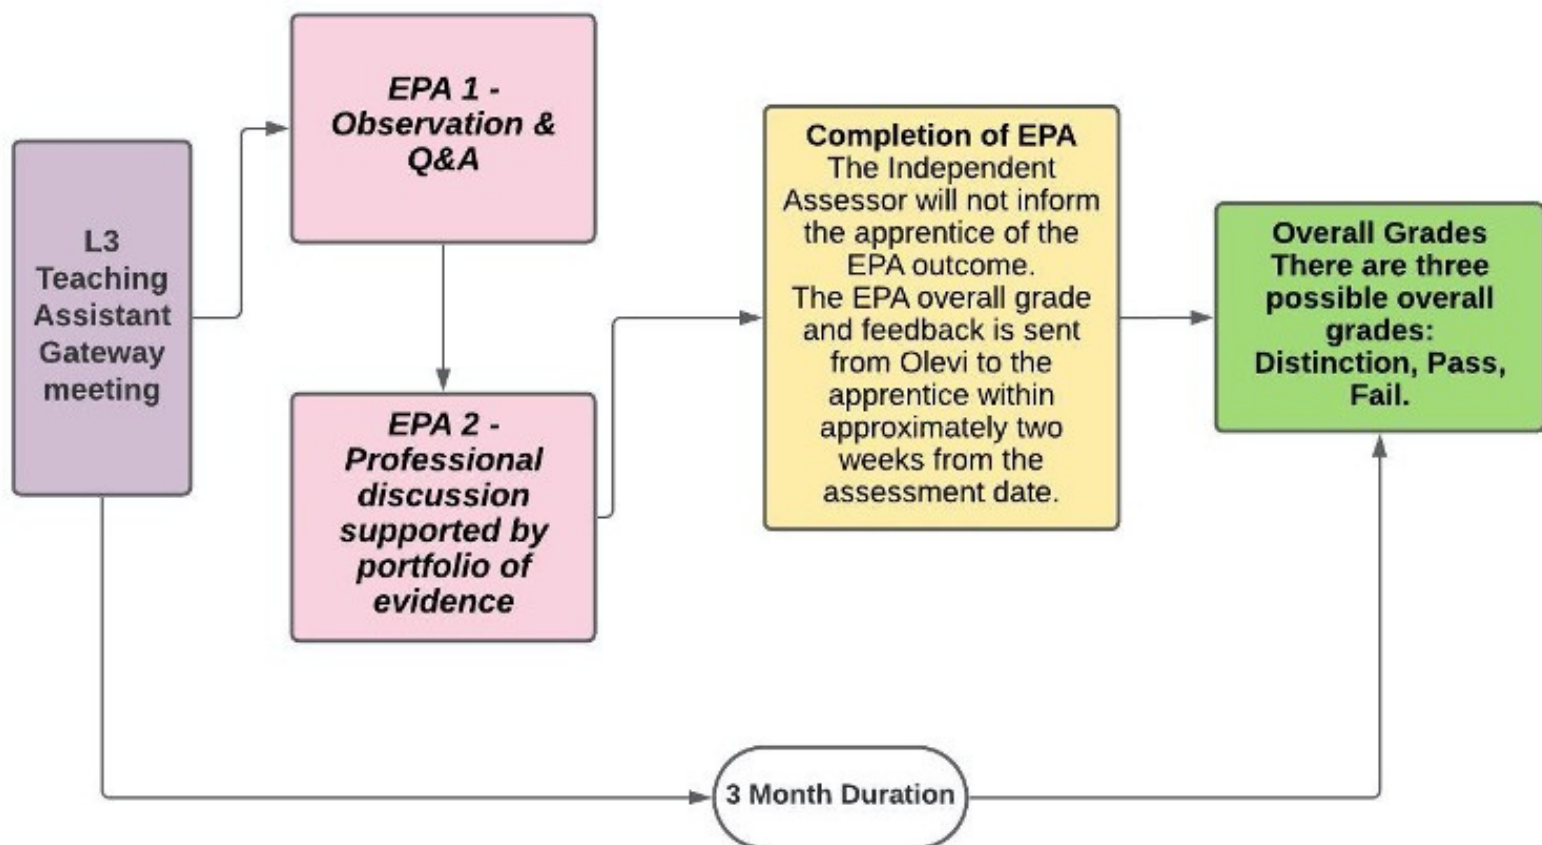 L3
Teaching
Assistant
Gateway
meeting
EPA 1 -
Observation &
Q&A
EPA 2 -
Professional
discussion
supported by
portfolio of
evidence
Completion of EPA
The Independent
Assessor will not inform
the apprentice of the
EPA outcome.
The EPA overall grade
and feedback is sent
from Olevi to the
apprentice within
approximately two
weeks from the
assessment date.
Overall Grades
There are three
possible overall
grades:
Distinction, Pass,
Fail.
3 Month Duration